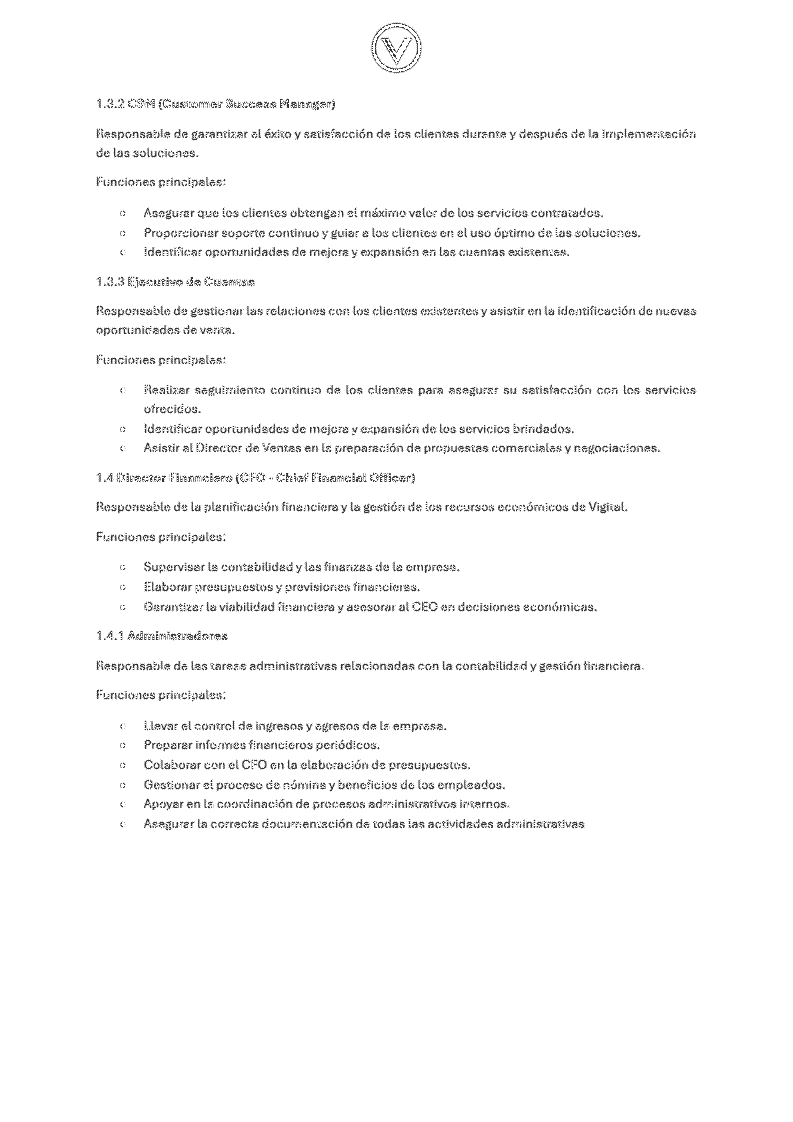 V
1.3.2 CSM (Customer Success Manager)
Responsable de garantizar el éxito y satisfacción de los clientes durante y después de la implementación
de las soluciones.
Funciones principales:
○ Asegurar que los clientes obtengan el máximo valor de los servicios contratados.
○ Proporcionar soporte continuo y guiar a los clientes en el uso óptimo de las soluciones.
○ Identificar oportunidades de mejora y expansión en las cuentas existentes.
1.3.3 Ejecutivo de Cuentas
Responsable de gestionar las relaciones con los clientes existentes y asistir en la identificación de nuevas
oportunidades de venta.
Funciones principales:
○ Realizar seguimiento continuo de los clientes para asegurar su satisfacción con los servicios
ofrecidos.
○ Identificar oportunidades de mejora y expansión de los servicios brindados.
○ Asistir al Director de Ventas en la preparación de propuestas comerciales y negociaciones.
1.4 Director Financiero (CFO - Chief Financial Officer)
Responsable de la planificación financiera y la gestión de los recursos económicos de Vigital.
Funciones principales:
○ Supervisar la contabilidad y las finanzas de la empresa.
○ Elaborar presupuestos y previsiones financieras.
○ Garantizar la viabilidad financiera y asesorar al CEO en decisiones económicas.
1.4.1 Administradores
Responsable de las tareas administrativas relacionadas con la contabilidad y gestión financiera.
Funciones principales:
○ Llevar el control de ingresos y egresos de la empresa.
○ Preparar informes financieros periódicos.
○ Colaborar con el CFO en la elaboración de presupuestos.
○ Gestionar el proceso de nómina y beneficios de los empleados.
○ Apoyar en la coordinación de procesos administrativos internos.
○ Asegurar la correcta documentación de todas las actividades administrativas